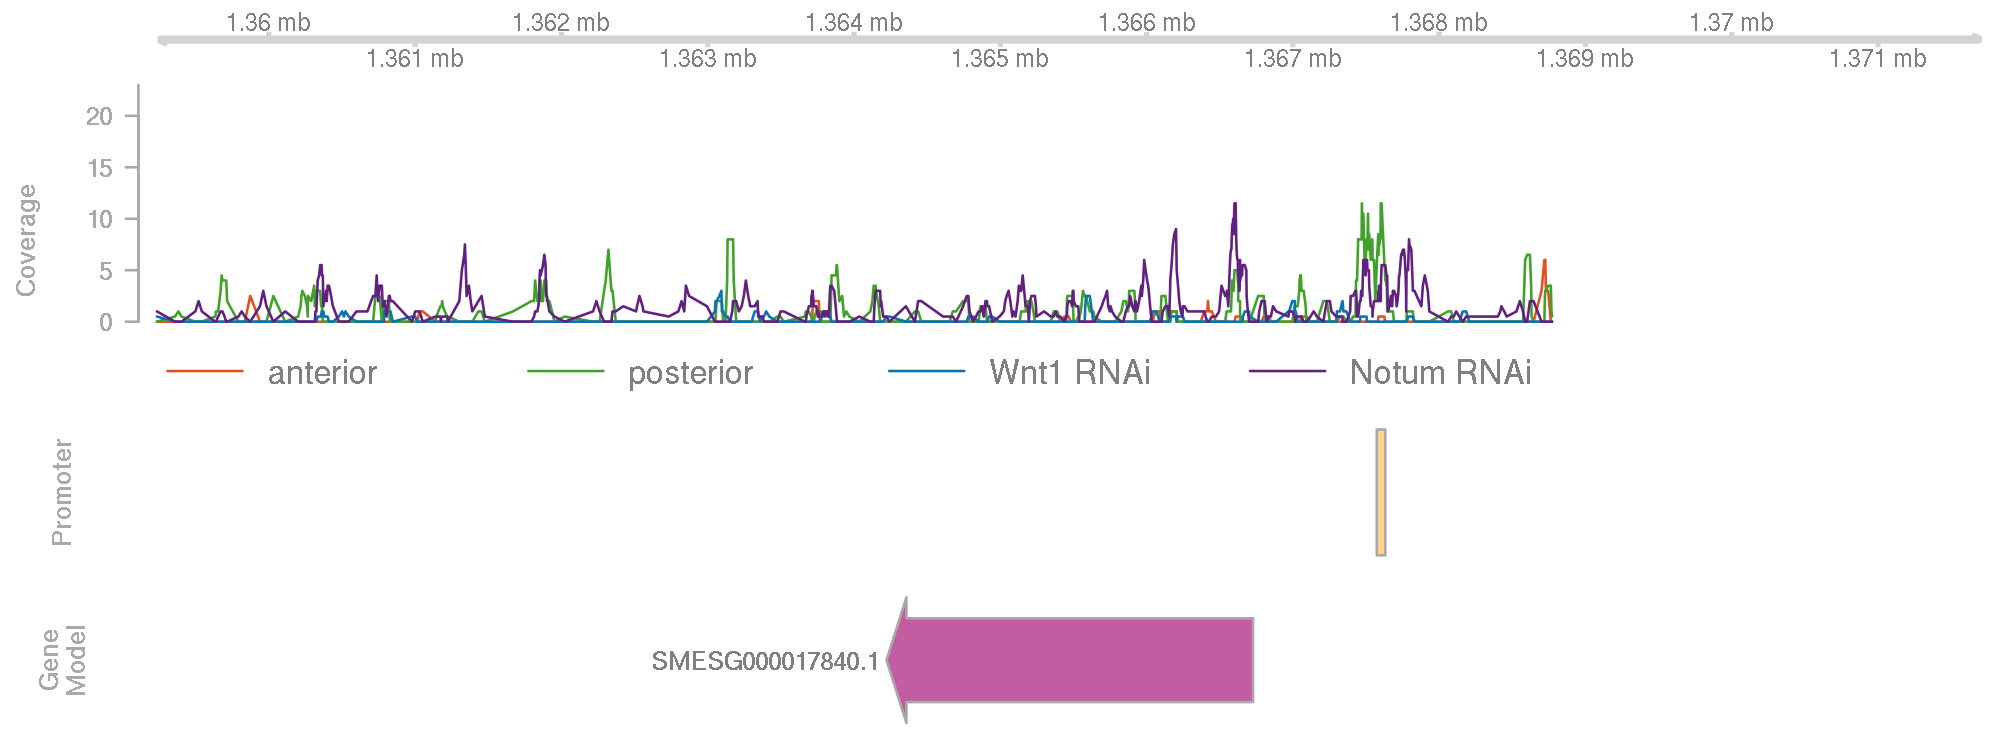 1.36 mb 1.362 mb 1.364 mb 1.366 mb 1.368 mb 1.37 mb
1.361 mb 1.363 mb 1.365 mb 1.367 mb 1.369 mb 1.371 mb
Coverage
20
15
10
5
0
anterior posterior Wnt1 RNAi Notum RNAi
Promoter
Gene
Model
SMESG000017840.1